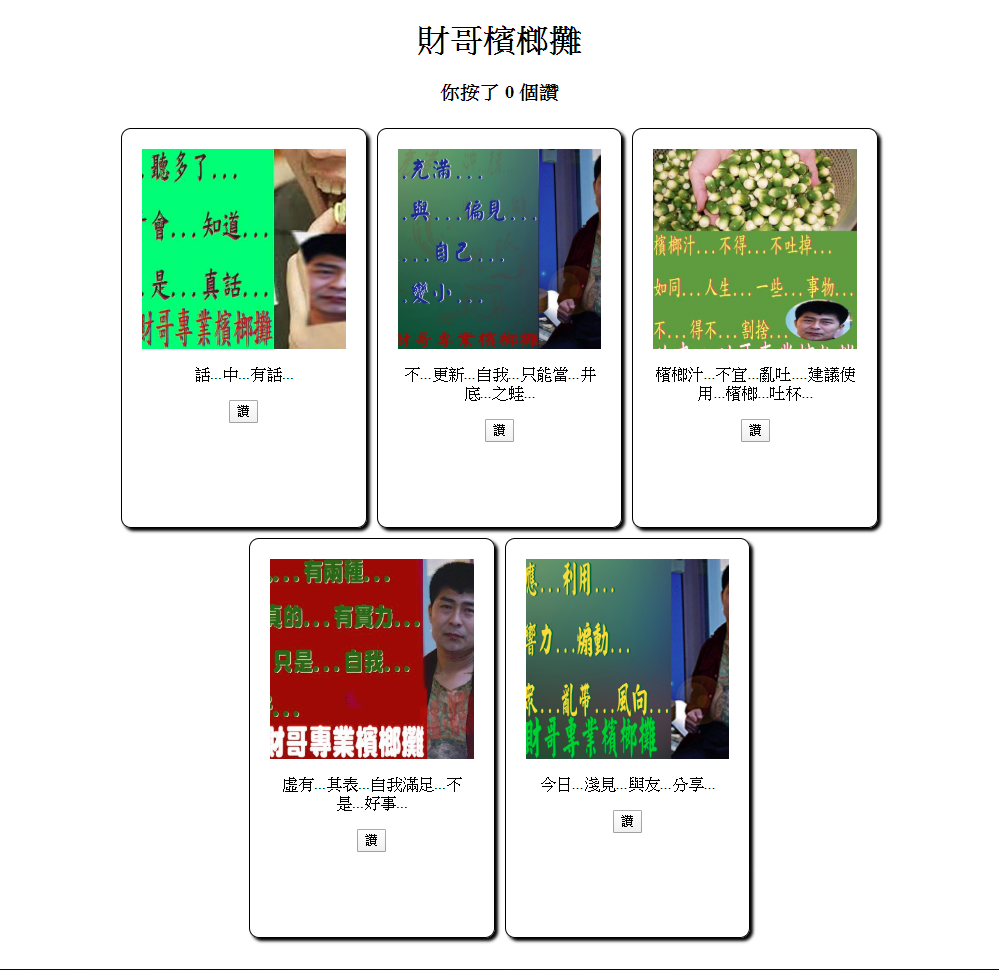 財哥檳榔攤
你按了 0 個讚
聽多了...
會...知道...
是...真話...
財哥專業檳榔攤
話...中...有話...
讚
.充滿...
.與...偏見...
...自己...
.變小...
財哥專業檳榔攤
不...更新...自我...只能當...井
底...之蛙...
讚
檳榔汁...不得...不吐掉...
如同...人生...一些...事物...
不...得不...割捨...
財哥專業檳榔攤
檳榔汁...不宜...亂吐....建議使
用...檳榔...吐杯...
讚
...有兩種...
真的...有實力...
只是...自我...
...
財哥專業檳榔攤
虛有...其表...自我滿足...不
是...好事...
讚
應...利用...
響力...煽動...
眾...亂帶...風向...
財哥專業檳榔攤
今日...淺見...與友...分享...
讚